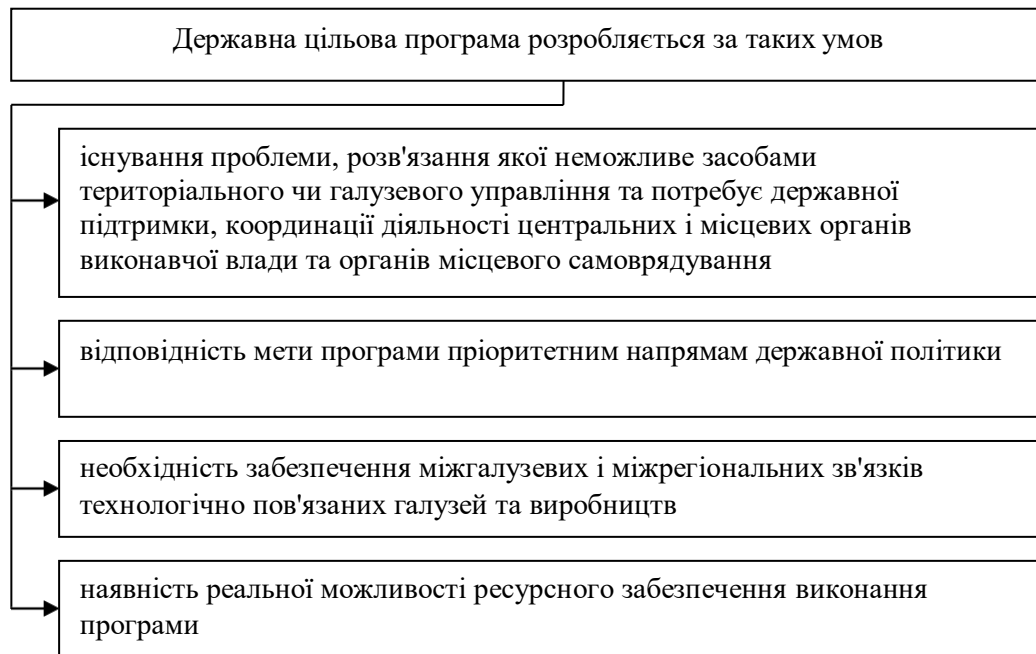 Державна цільова програма розробляється за таких умов
існування проблеми, розв'язання якої неможливе засобами
територіального чи галузевого управління та потребує державної
підтримки, координації діяльності центральних і місцевих органів
виконавчої влади та органів місцевого самоврядування
відповідність мети програми пріоритетним напрямам державної політики
необхідність забезпечення міжгалузевих і міжрегіональних зв'язків
технологічно пов'язаних галузей та виробництв
наявність реальної можливості ресурсного забезпечення виконання
програми